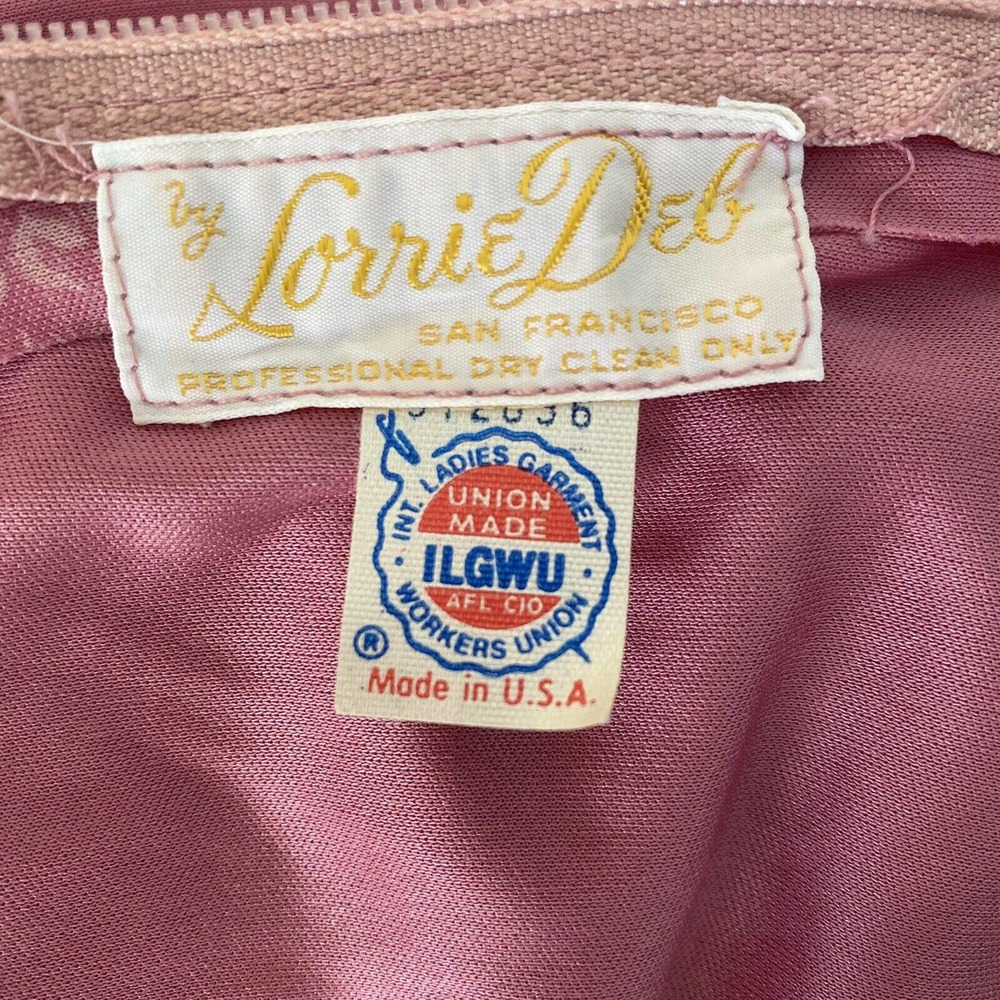 by Lorrie Deb
SAN FRANCISCO
PROFESSIONAL DRY CLEAN ONLY
INT. LADIES GARMENT
UNION
MADE
ILGWU
AFL CIO
WORKERS UNION
®
Made in U.S.A.